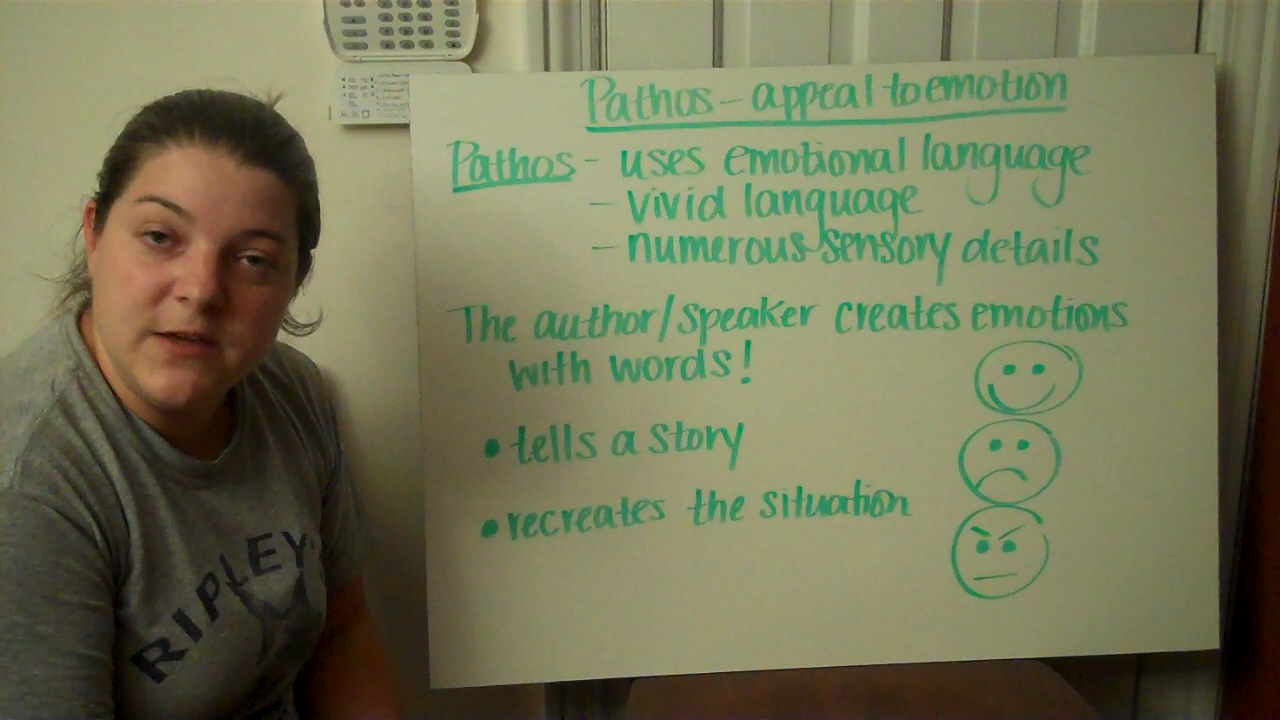 Pathos - appeal to emotion
Pathos - uses emotional language
- vivid language
- numerous sensory details
The author/speaker creates emotions
with words!
• tells a story
• recreates the situation
RIPLEY